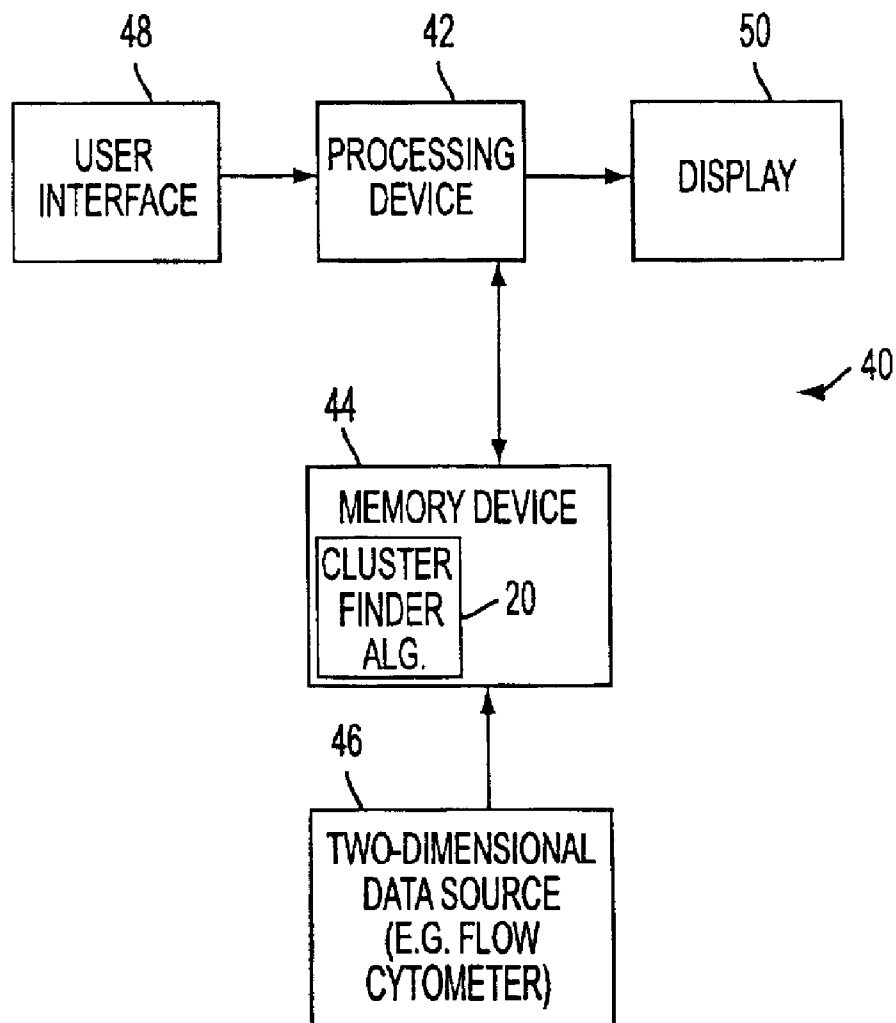 48
42
50
USER
INTERFACE
PROCESSING
DEVICE
DISPLAY
40
44
MEMORY DEVICE
CLUSTER
FINDER
ALG.
20
46
TWO-DIMENSIONAL
DATA SOURCE
(E.G. FLOW
CYTOMETER)